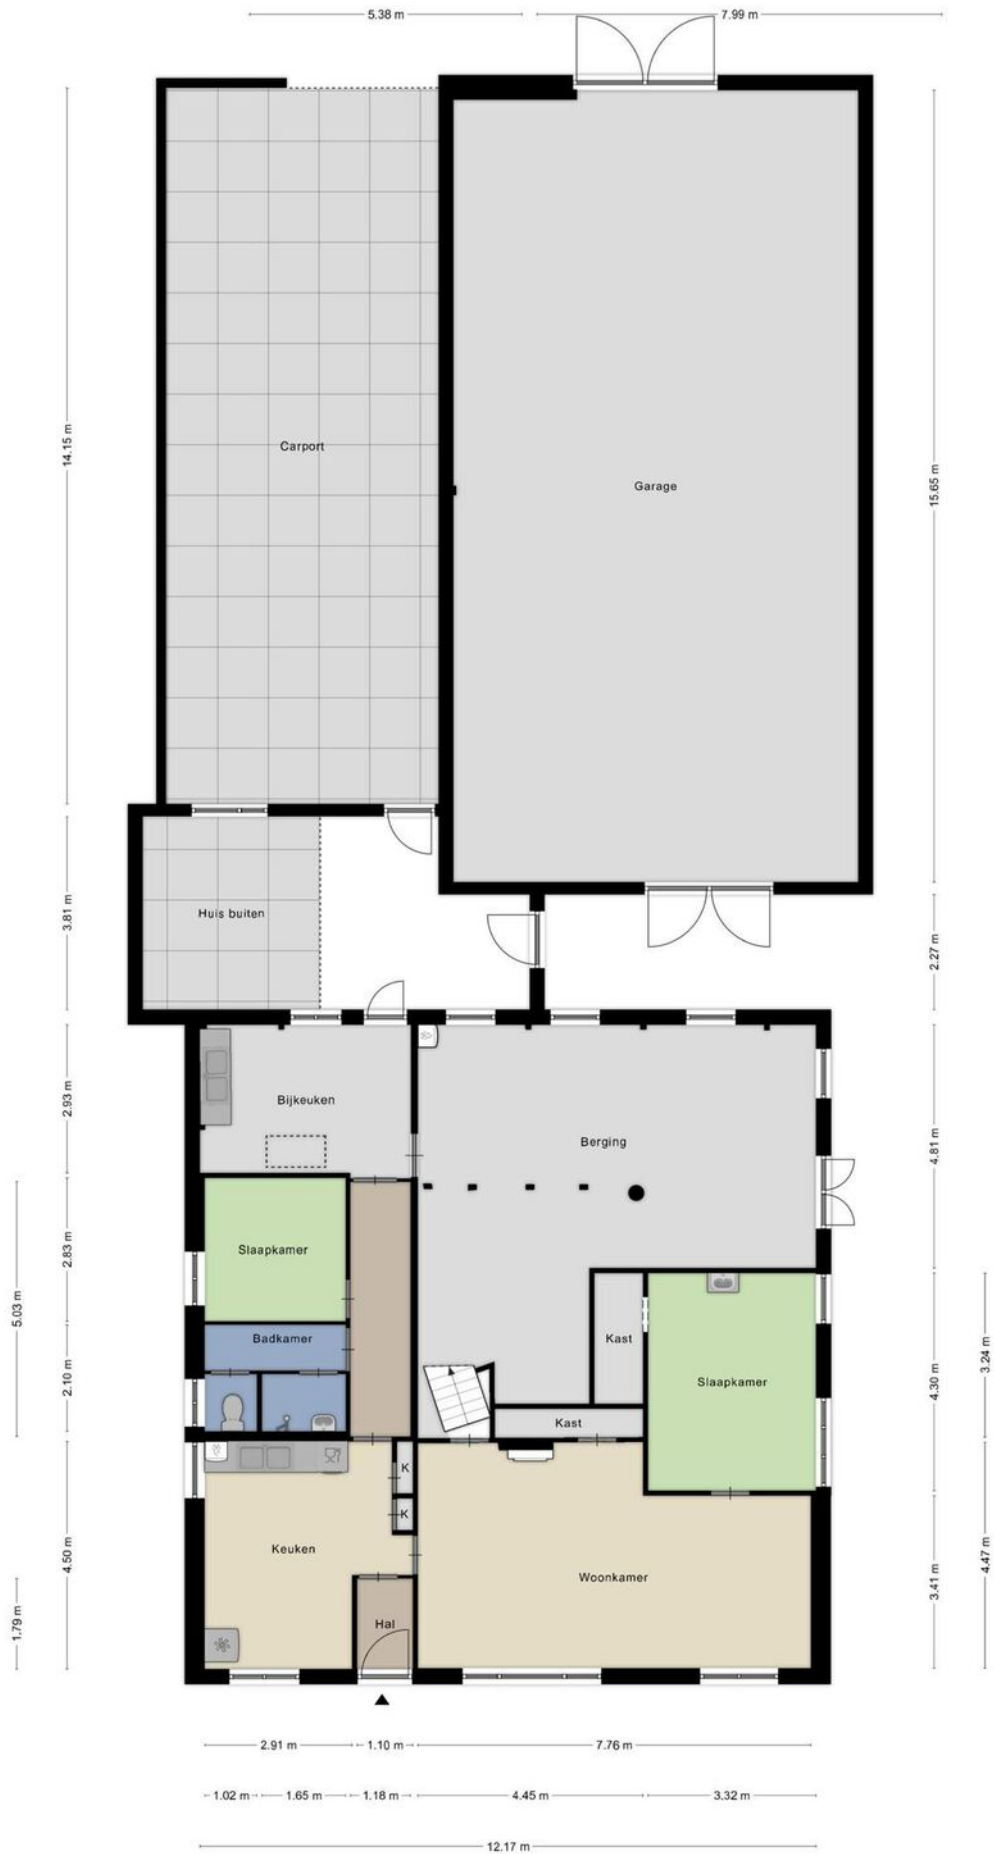 5.38 m
7.99 m
14.15 m
Carport
Garage
15.65 m
3.81 m
Huis buiten
2.27 m
2.93 m
Bijkeuken
Berging
4.81 m
5.03 m
2.83 m
Slaapkamer
Badkamer
2.10 m
Kast
Slaapkamer
4.30 m
3.24 m
Kast
K
K
4.50 m
Keuken
Woonkamer
3.41 m
4.47 m
1.79 m
Hal
2.91 m
1.10 m
7.76 m
1.02 m
1.65 m
1.18 m
4.45 m
3.32 m
12.17 m